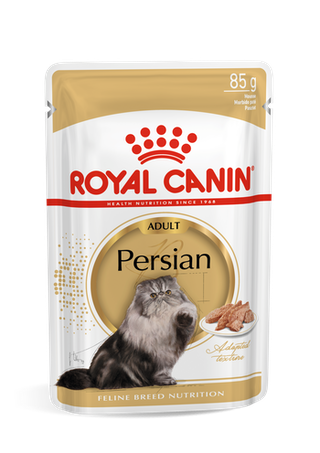 85 g
ROYAL CANIN
HEALTH NUTRITION SINCE 1968
ADULT
Persian
Adapted
texture
FELINE BREED NUTRITION